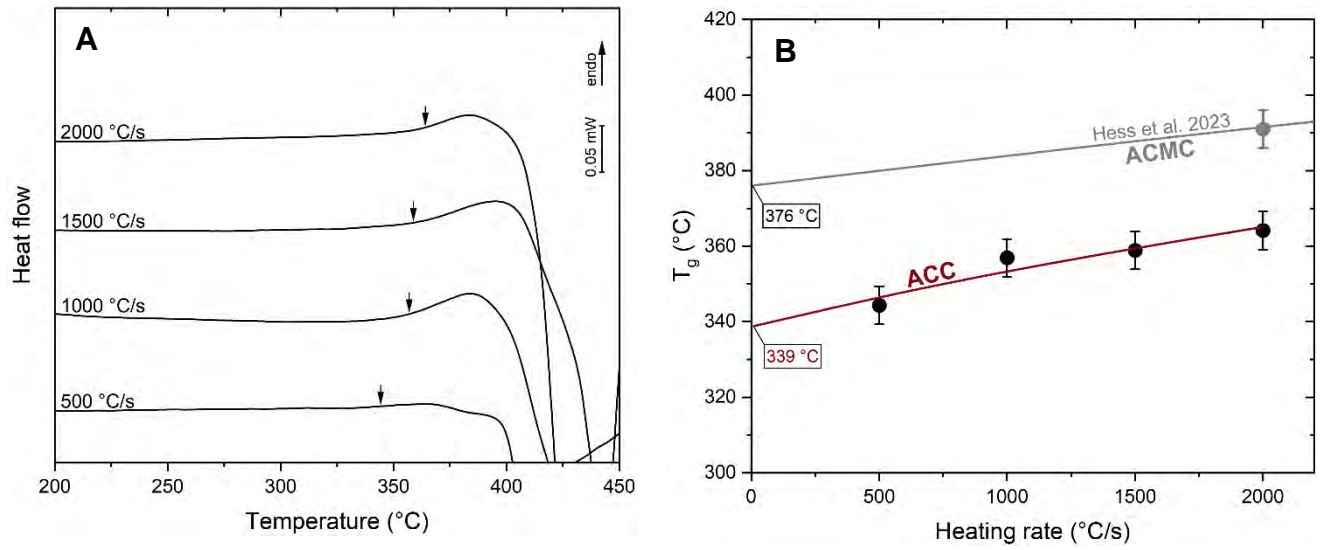 A
endo
0.05 mW
2000 °C/s
1500 °C/s
1000 °C/s
500 °C/s
Heat flow
200
250
300
350
400
450
Temperature (°C)
B
420
400
380
360
340
320
300
Tg (°C)
Hess et al. 2023
ACMC
376 °C
ACC
339 °C
0
500
1000
1500
2000
Heating rate (°C/s)